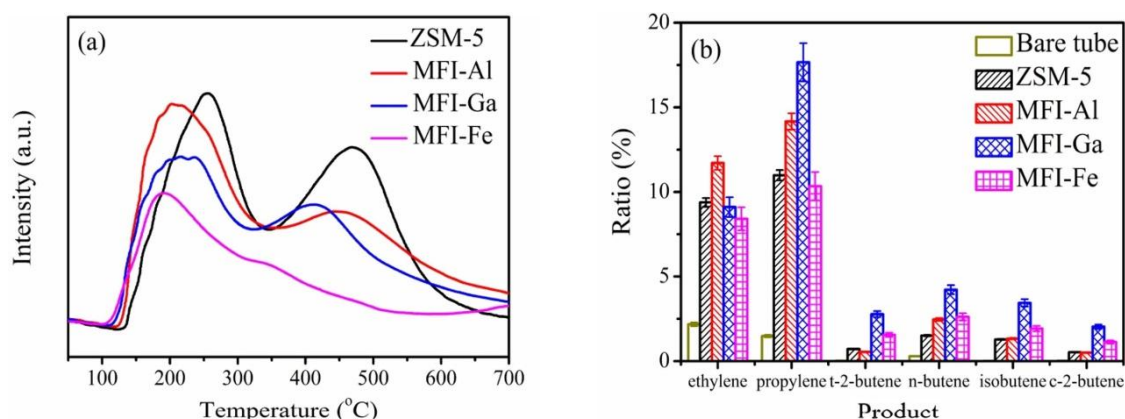 (a)
ZSM-5
MFI-Al
MFI-Ga
MFI-Fe
Intensity (a.u.)
100 200 300 400 500 600 700
Temperature (°C)
(b)
Bare tube
ZSM-5
MFI-Al
MFI-Ga
MFI-Fe
Ratio (%)
20
15
10
5
0
ethylene propylene t-2-butene n-butene isobutene c-2-butene
Product